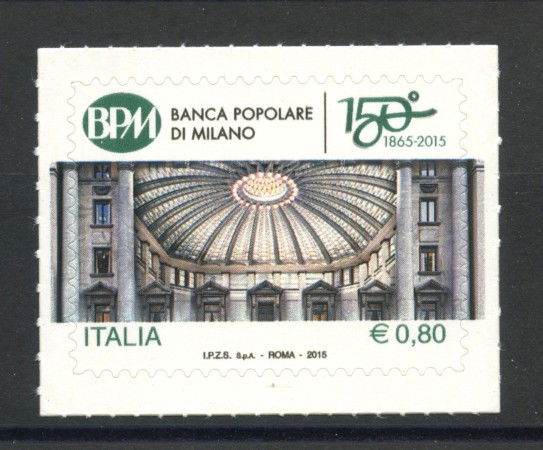 BPM
BANCA POPOLARE
DI MILANO
150°
1865-2015
ITALIA
€ 0,80
I.P.Z.S. S.p.A. - ROMA - 2015